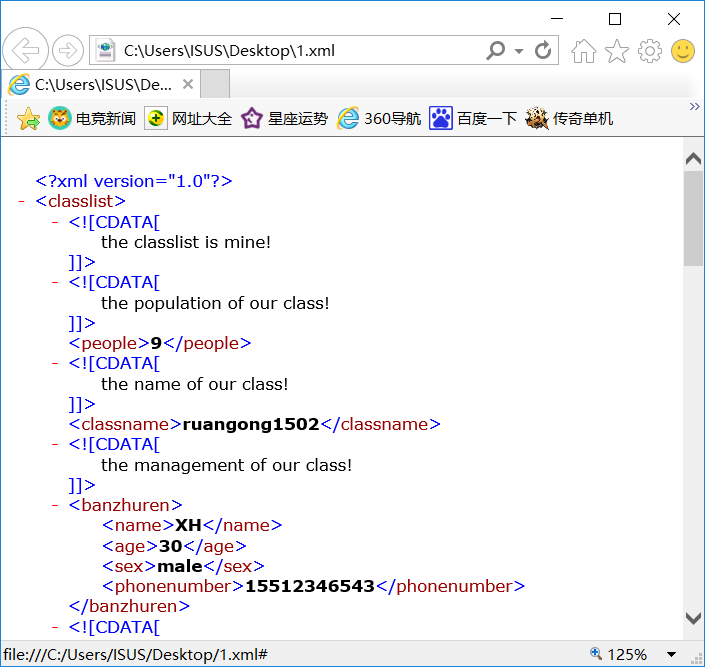 C:\Users\ISUS\Desktop\1.xml
C:\Users\ISUS\De...
电竞新闻 网址大全 星座运势 360导航 百度一下 传奇单机
<?xml version="1.0"?>
- <classlist>
- <![CDATA[
the classlist is mine!
]]>
- <![CDATA[
the population of our class!
]]>
<people>9</people>
- <![CDATA[
the name of our class!
]]>
<classname>ruangong1502</classname>
- <![CDATA[
the management of our class!
]]>
- <banzhuren>
<name>XH</name>
<age>30</age>
<sex>male</sex>
<phonenumber>15512346543</phonenumber>
</banzhuren>
- <![CDATA[
file:///C:/Users/ISUS/Desktop/1.xml# 125%